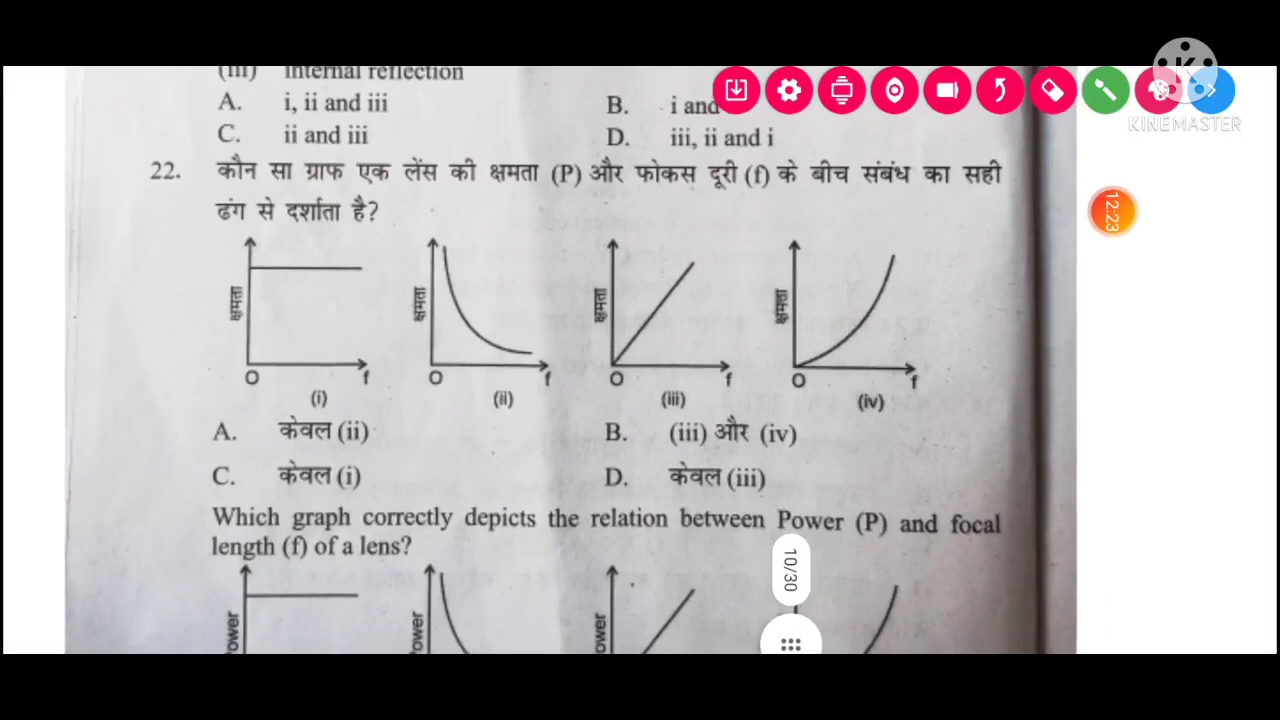 (iii) internal reflection
A. i, ii and iii
B. i and
C. ii and iii
D. iii, ii and i
KINEMASTER
12:23
22. कौन सा ग्राफ एक लेंस की क्षमता (P) और फोकस दूरी (f) के बीच संबंध का सही
ढंग से दर्शाता है?
क्षमता
O
f
(i)
क्षमता
O
f
(ii)
क्षमता
O
f
(iii)
क्षमता
O
f
(iv)
A. केवल (ii)
B. (iii) और (iv)
C. केवल (i)
D. केवल (iii)
Which graph correctly depicts the relation between Power (P) and focal
length (f) of a lens?
10/30
Power